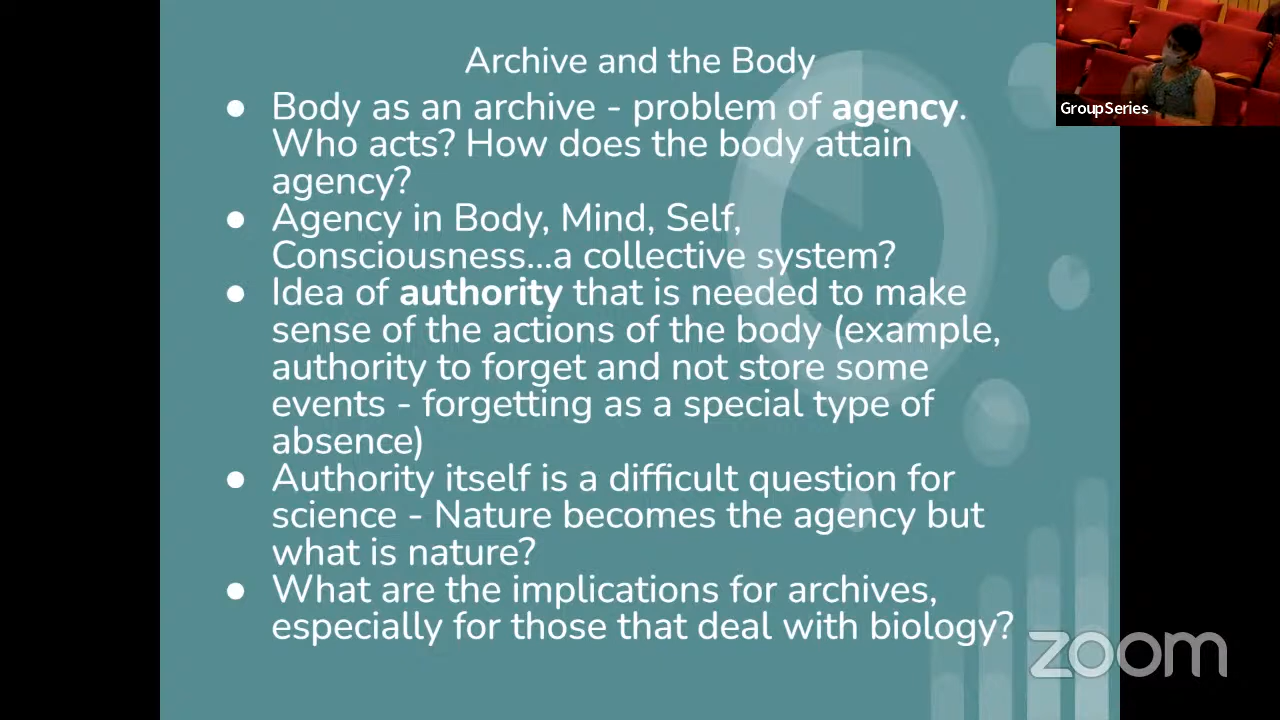 Archive and the Body
● Body as an archive - problem of agency.
Who acts? How does the body attain
agency?
● Agency in Body, Mind, Self,
Consciousness...a collective system?
● Idea of authority that is needed to make
sense of the actions of the body (example,
authority to forget and not store some
events - forgetting as a special type of
absence)
● Authority itself is a difficult question for
science - Nature becomes the agency but
what is nature?
● What are the implications for archives,
especially for those that deal with biology?
GroupSeries
zoom